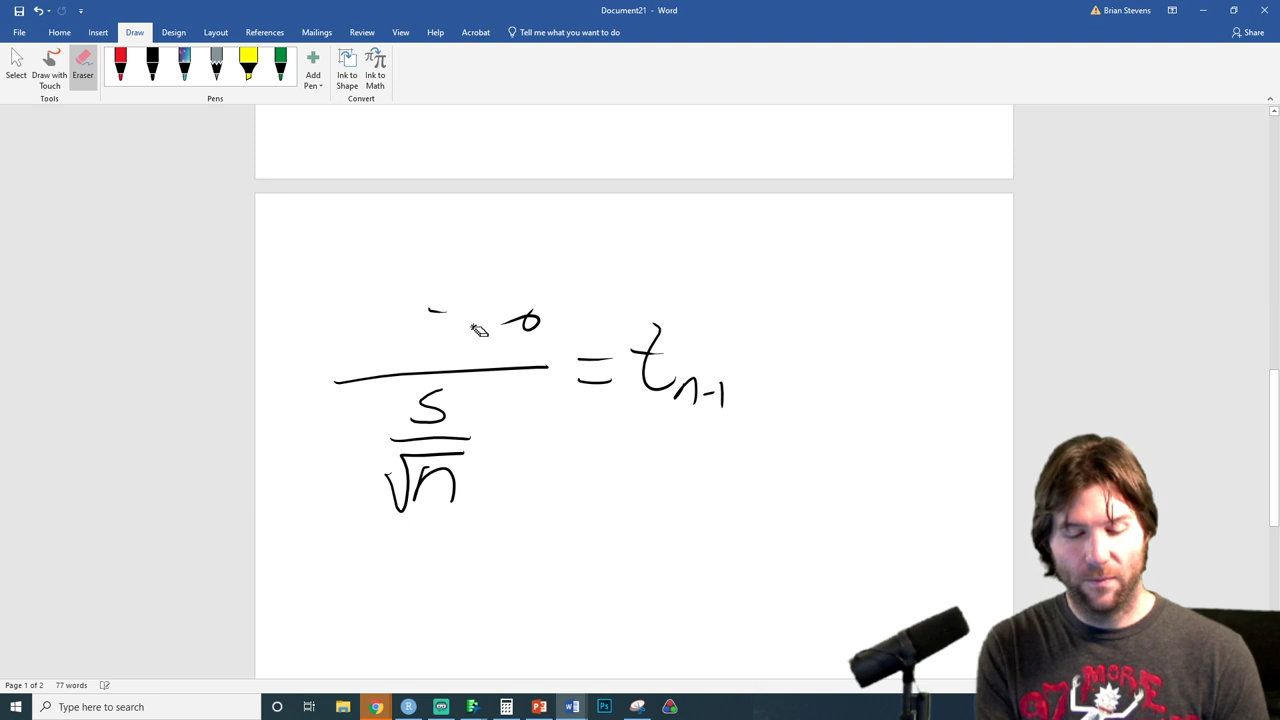 Document21 - Word
Brian Stevens
File Home Insert Draw Design Layout References Mailings Review View Help Acrobat Tell me what you want to do Share
Select Draw with Touch Eraser Add Pen Ink to Shape Ink to Math
Tools Pens Convert
- o
= t n-1
s
√n
MORE
Page 1 of 2 77 words
Type here to search